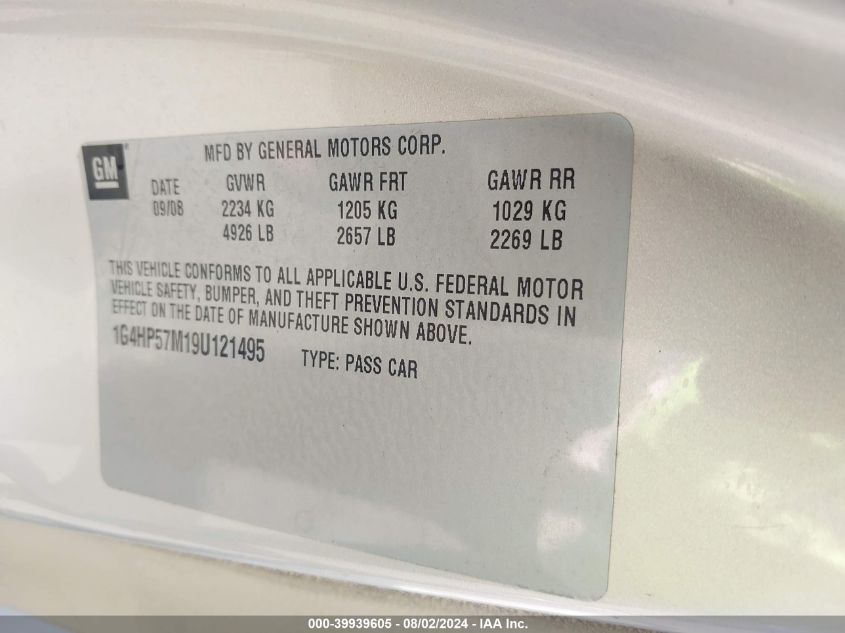 GM
MFD BY GENERAL MOTORS CORP.
DATE GVWR GAWR FRT GAWR RR
09/08 2234 KG 1205 KG 1029 KG
4926 LB 2657 LB 2269 LB
THIS VEHICLE CONFORMS TO ALL APPLICABLE U.S. FEDERAL MOTOR
VEHICLE SAFETY, BUMPER, AND THEFT PREVENTION STANDARDS IN
EFFECT ON THE DATE OF MANUFACTURE SHOWN ABOVE.
1G4HP57M19U121495 TYPE: PASS CAR
000-39939605 - 08/02/2024 - IAA Inc.